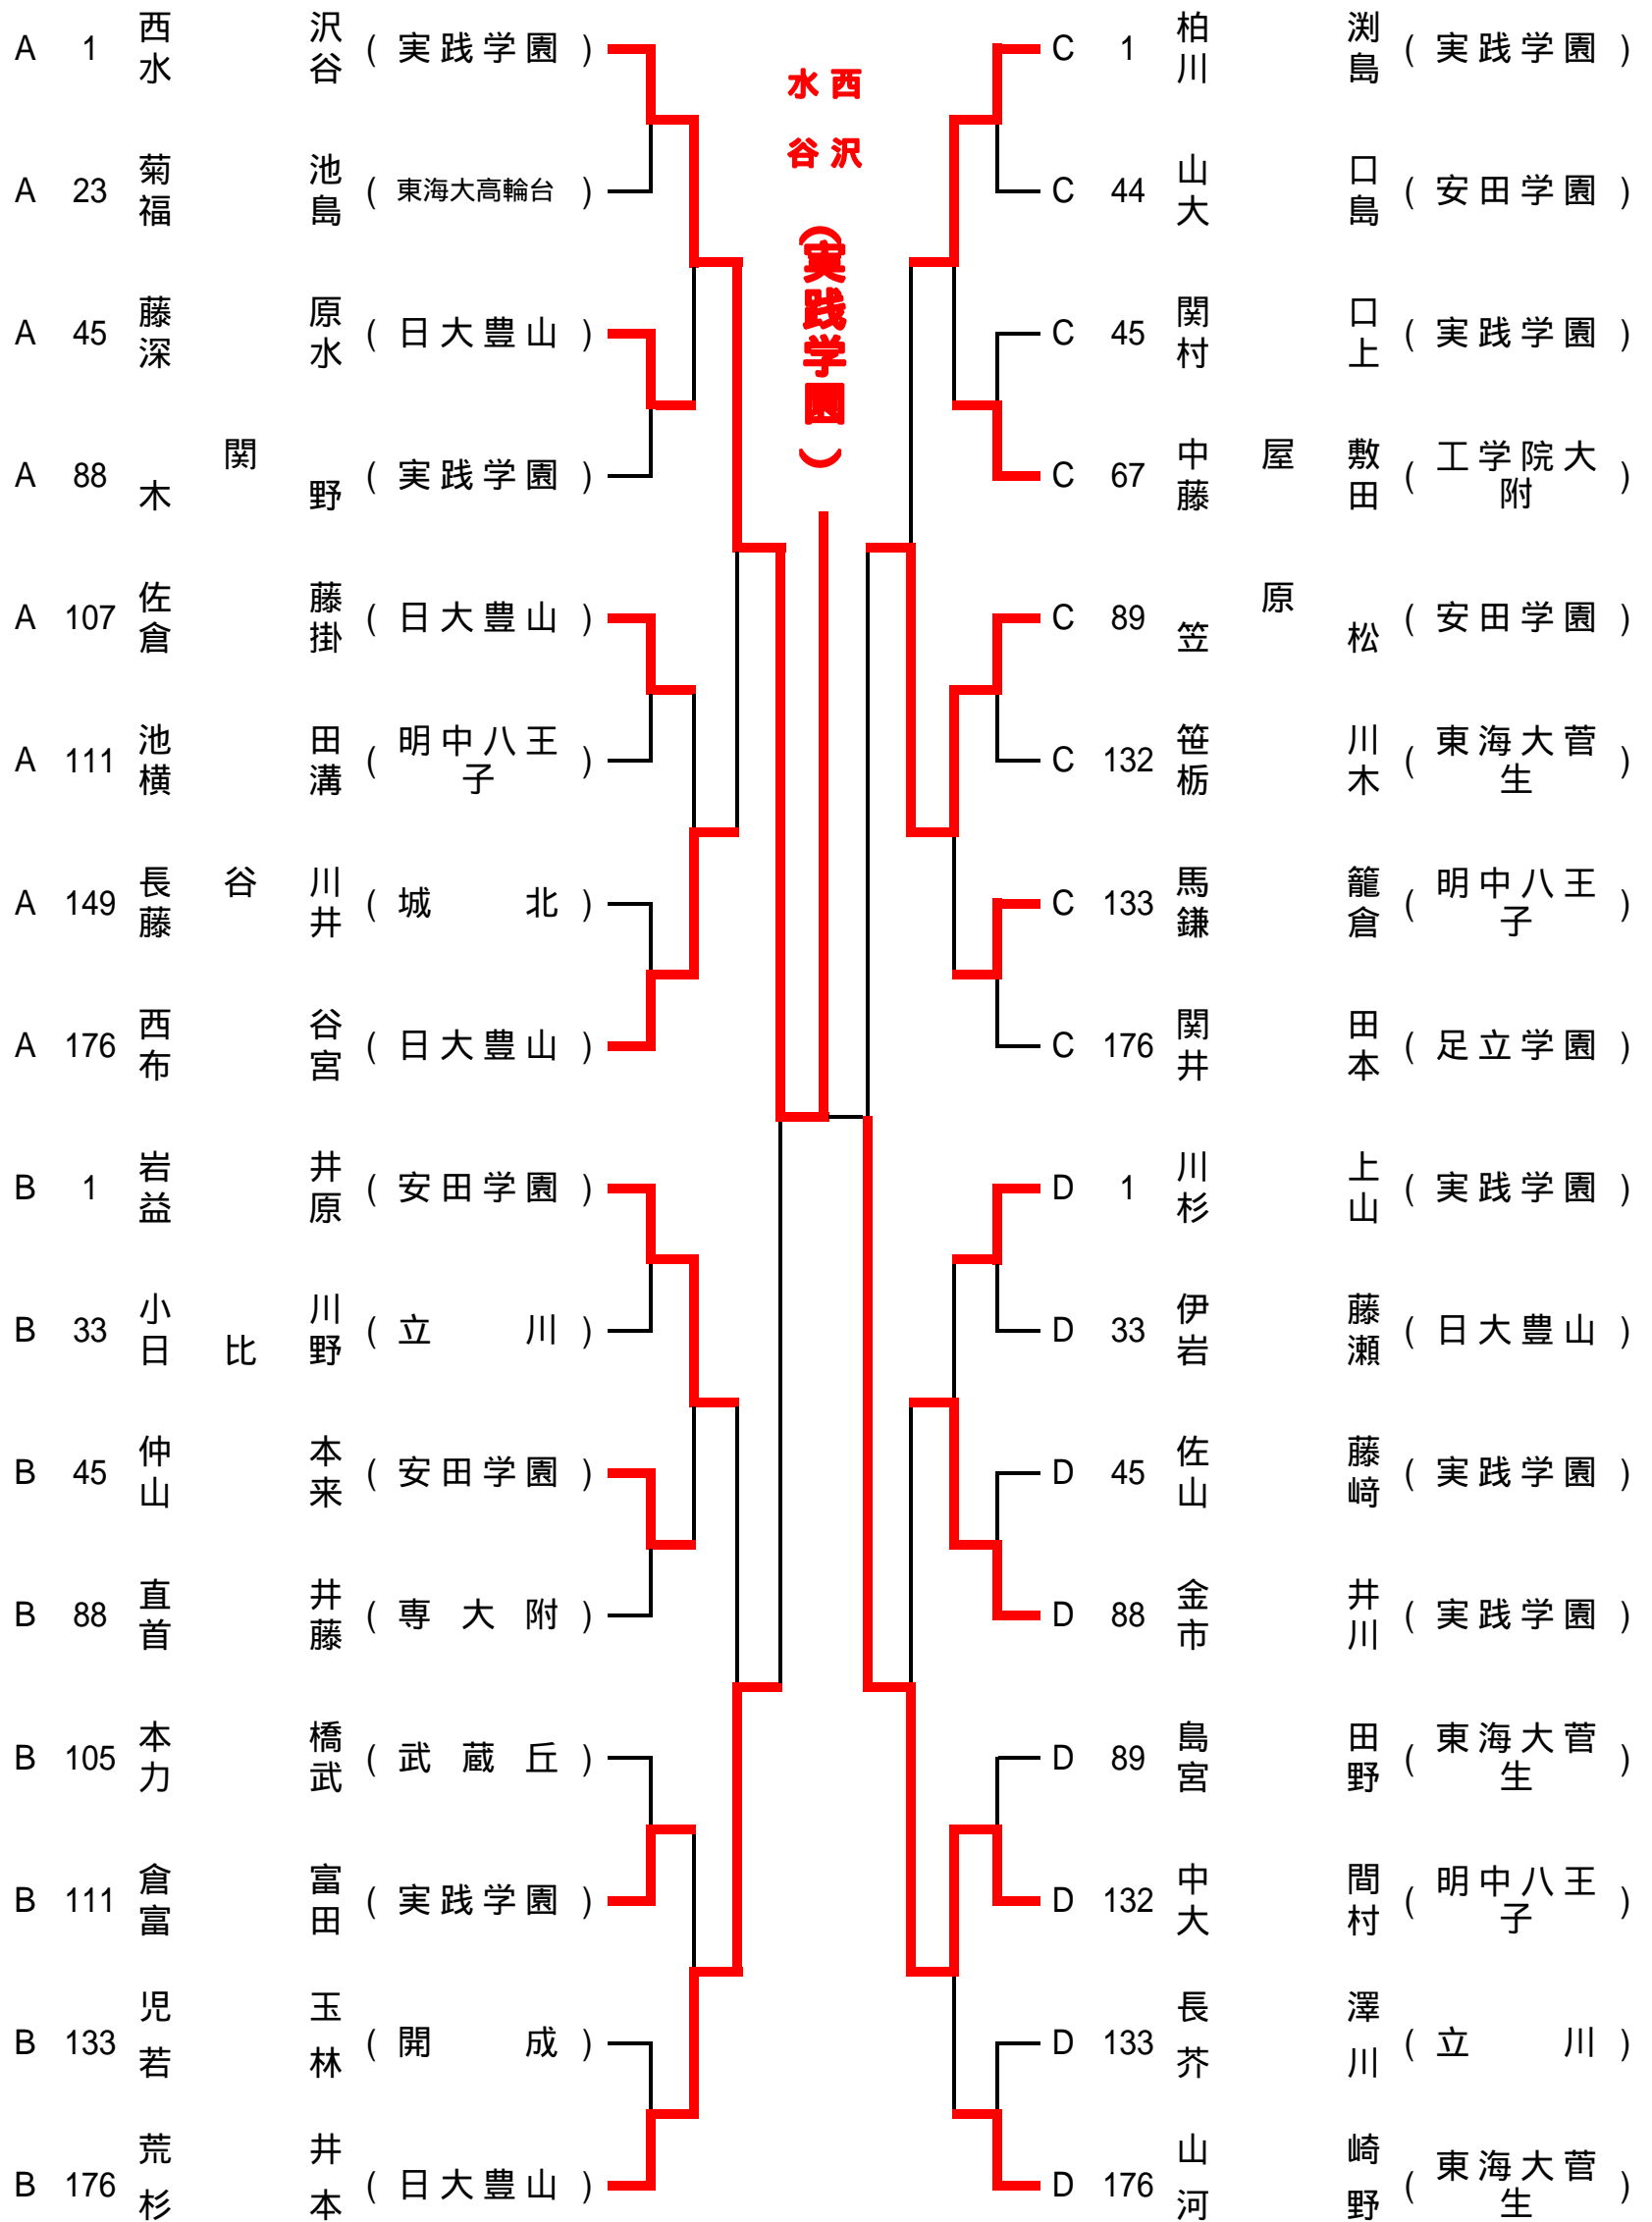 西沢
水谷
(実践学園)
A 1 西沢 (実践学園)
水谷
A 23 菊池 (東海大高輪台)
福島
A 45 藤原 (日大豊山)
深水
A 88 関 (実践学園)
木野
A 107 佐藤 (日大豊山)
倉掛
A 111 池田 (明中八王子)
横溝
A 149 長谷川 (城北)
藤井
A 176 西谷 (日大豊山)
布宮
B 1 岩井 (安田学園)
益原
B 33 小川 (立川)
日比野
B 45 仲本 (安田学園)
山来
B 88 直井 (専大附)
首藤
B 105 本橋 (武蔵丘)
力武
B 111 倉富 (実践学園)
富田
B 133 児玉 (開成)
若林
B 176 荒井 (日大豊山)
杉本
C 1 柏渕 (実践学園)
川島
C 44 山口 (安田学園)
大島
C 45 関口 (実践学園)
村上
C 67 中屋敷 (工学院大附)
藤田
C 89 原 (安田学園)
笠松
C 132 笹川 (東海大菅生)
栃木
C 133 馬籠 (明中八王子)
鎌倉
C 176 関田 (足立学園)
井本
D 1 川上 (実践学園)
杉山
D 33 伊藤 (日大豊山)
岩瀬
D 45 佐藤 (実践学園)
山﨑
D 88 金井 (実践学園)
市川
D 89 島田 (東海大菅生)
宮野
D 132 中間 (明中八王子)
大村
D 133 長澤 (立川)
芥川
D 176 山崎 (東海大菅生)
河野